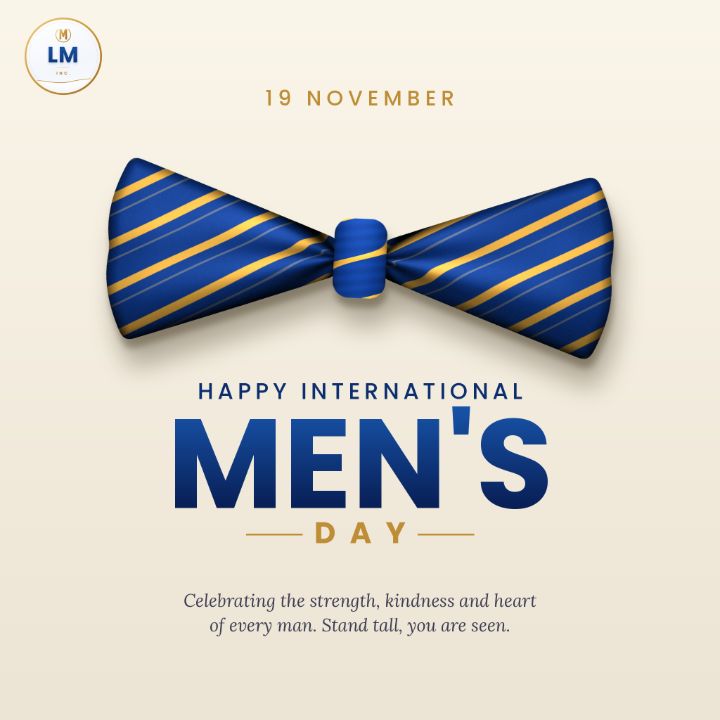 M
LM
INC
19 NOVEMBER
HAPPY INTERNATIONAL
MEN'S
DAY
Celebrating the strength, kindness and heart
of every man. Stand tall, you are seen.